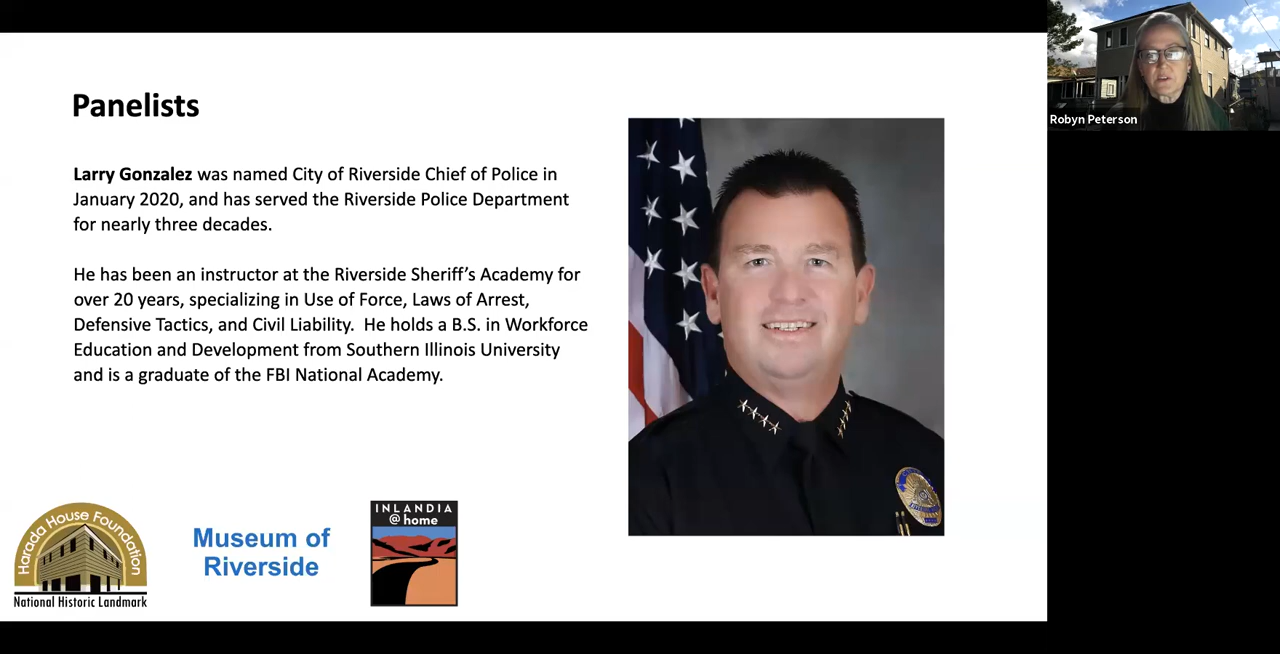 Panelists
Larry Gonzalez was named City of Riverside Chief of Police in
January 2020, and has served the Riverside Police Department
for nearly three decades.
He has been an instructor at the Riverside Sheriff's Academy for
over 20 years, specializing in Use of Force, Laws of Arrest,
Defensive Tactics, and Civil Liability.  He holds a B.S. in Workforce
Education and Development from Southern Illinois University
and is a graduate of the FBI National Academy.
Harada House Foundation
National Historic Landmark
Museum of
Riverside
INLANDIA
@ home
Robyn Peterson